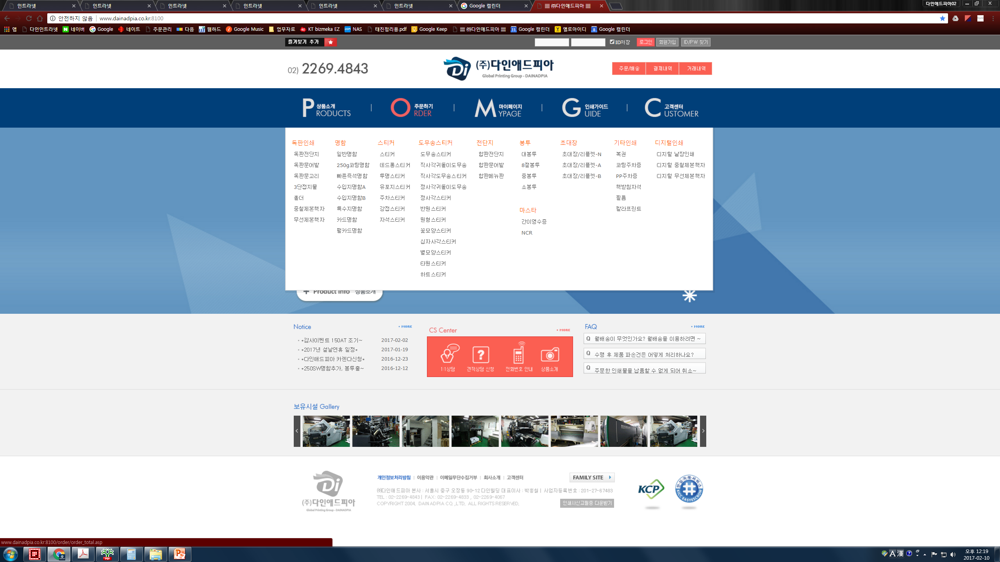 인트라넷 인트라넷 인트라넷 인트라넷 인트라넷 인트라넷 Google 캘린더 ▦ ㈜다인애드피아 ▦ 다인애드피아02
안전하지 않음 www.dainadpia.co.kr:8100
앱 다인인트라넷 네이버 Google 네이트 주문관리 다음 웹하드 Google Music 업무자료 KT bizmeka EZ NAS 태진정리용.pdf Google Keep ▦ ㈜다인애드피아 ▦ Google 캘린더 옐로아이디 Google 캘린더
즐겨찾기 추가 ID저장 로그인 회원가입 ID/PW 찾기
02) 2269.4843
(주)다인애드피아
Global Printing Group - DAINADPIA
주문/배송 결제내역 거래내역
상품소개 PRODUCTS
주문하기 ORDER
마이페이지 MYPAGE
인쇄가이드 GUIDE
고객센터 CUSTOMER
독판인쇄
독판전단지
독판문어발
독판문고리
3단접지물
홀더
중철제본책자
무선제본책자
명함
일반명함
250g코팅명함
빠른즉석명함
수입지명함A
수입지명함B
특수지명함
카드명함
펄카드명함
스티커
스티커
데드롱스티커
투명스티커
유포지스티커
주차스티커
강접스티커
자석스티커
도무송스티커
도무송스티커
직사각귀돌이도무송
직사각도무송스티커
정사각귀돌이도무송
정사각스티커
반원스티커
원형스티커
꽃모양스티커
십자사각스티커
별모양스티커
타원스티커
하트스티커
전단지
합판전단지
합판문어발
합판메뉴판
봉투
대봉투
8절봉투
중봉투
소봉투
마스타
간이영수증
NCR
초대장
초대장/리플렛-N
초대장/리플렛-A
초대장/리플렛-B
기타인쇄
복권
코팅주차증
PP주차증
책받침자석
필름
칼라프린트
디지털인쇄
디지털 낱장인쇄
디지털 중철제본책자
디지털 무선제본책자
+ Product Info 상품소개
Notice + MORE
*감사이벤트 150AT 조기~ 2017-02-02
*2017년 설날연휴 일정* 2017-01-19
*다인애드피아 카렌다신청* 2016-12-23
*250SW명함추가, 봉투출~ 2016-12-12
CS Center + MORE
1:1상담 견적상담 신청 전화번호 안내 상품소개
FAQ + MORE
Q 월배송이 무엇인가요? 월배송을 이용하려면 ~
Q 수령 후 제품 파손건은 어떻게 처리하나요?
Q 주문한 인쇄물을 납품할 수 없게 되어 취소~
보유시설 Gallery
(주)다인애드피아
Global Printing Group - DAINADPIA
개인정보처리방침 : 이용약관 : 이메일무단수집거부 : 회사소개 : 고객센터
FAMILY SITE
㈜다인애드피아 본사 : 서울시 중구 오장동 90-12 다인빌딩 대표이사 : 박흥철 | 사업자등록번호 : 201-27-67483
TEL : 02-2269-4843 | FAX: 02-2269-4833 , 02-2269-4067
COPYRIGHT 2004. DAINADPIA CO. ,LTD. ALL RIGHTS RESERVED.
인쇄사신고필증 다운받기
KCP
안심·거래·서비스
KICC EASYESCROW
www.dainadpia.co.kr:8100/order/order_total.asp
PDF
A 漢
오후 12:19
2017-02-10